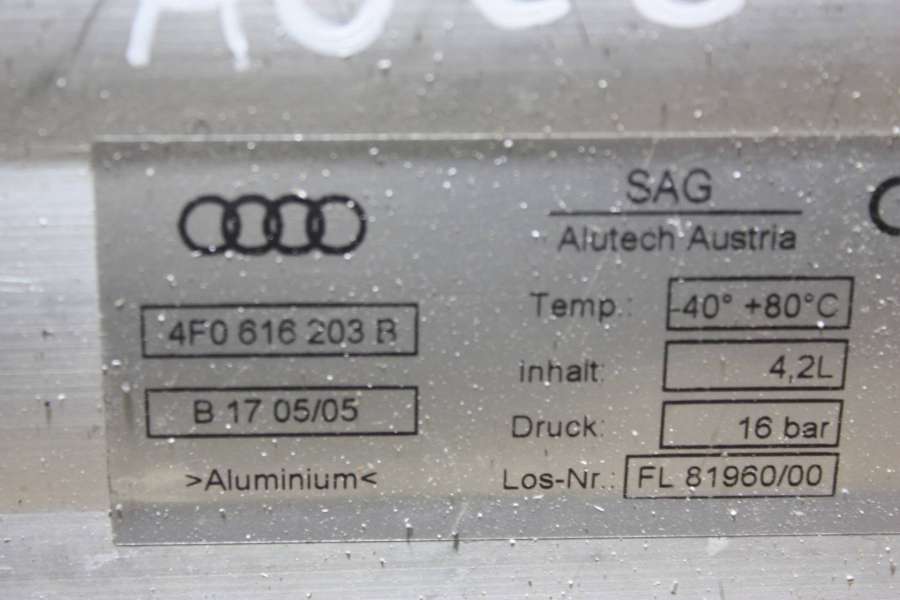 SAG
Alutech Austria
4F0 616 203 B
B 17 05/05
>Aluminium<
Temp.: -40° +80°C
inhalt: 4,2L
Druck: 16 bar
Los-Nr.: FL 81960/00